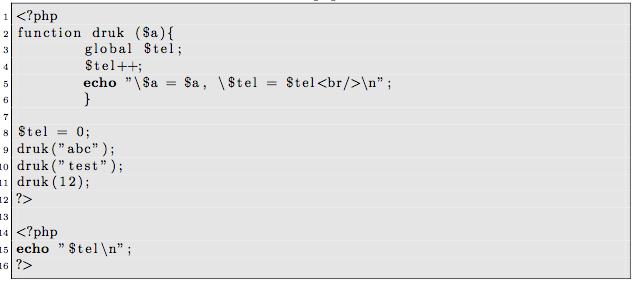 1 <?php
2 function druk ($a){
3 global $tel;
4 $tel++;
5 echo "\$a = $a, \$tel = $tel<br/>\n";
6 }
7
8 $tel = 0;
9 druk("abc");
10 druk("test");
11 druk(12);
12 ?>
13
14 <?php
15 echo "$tel\n";
16 ?>